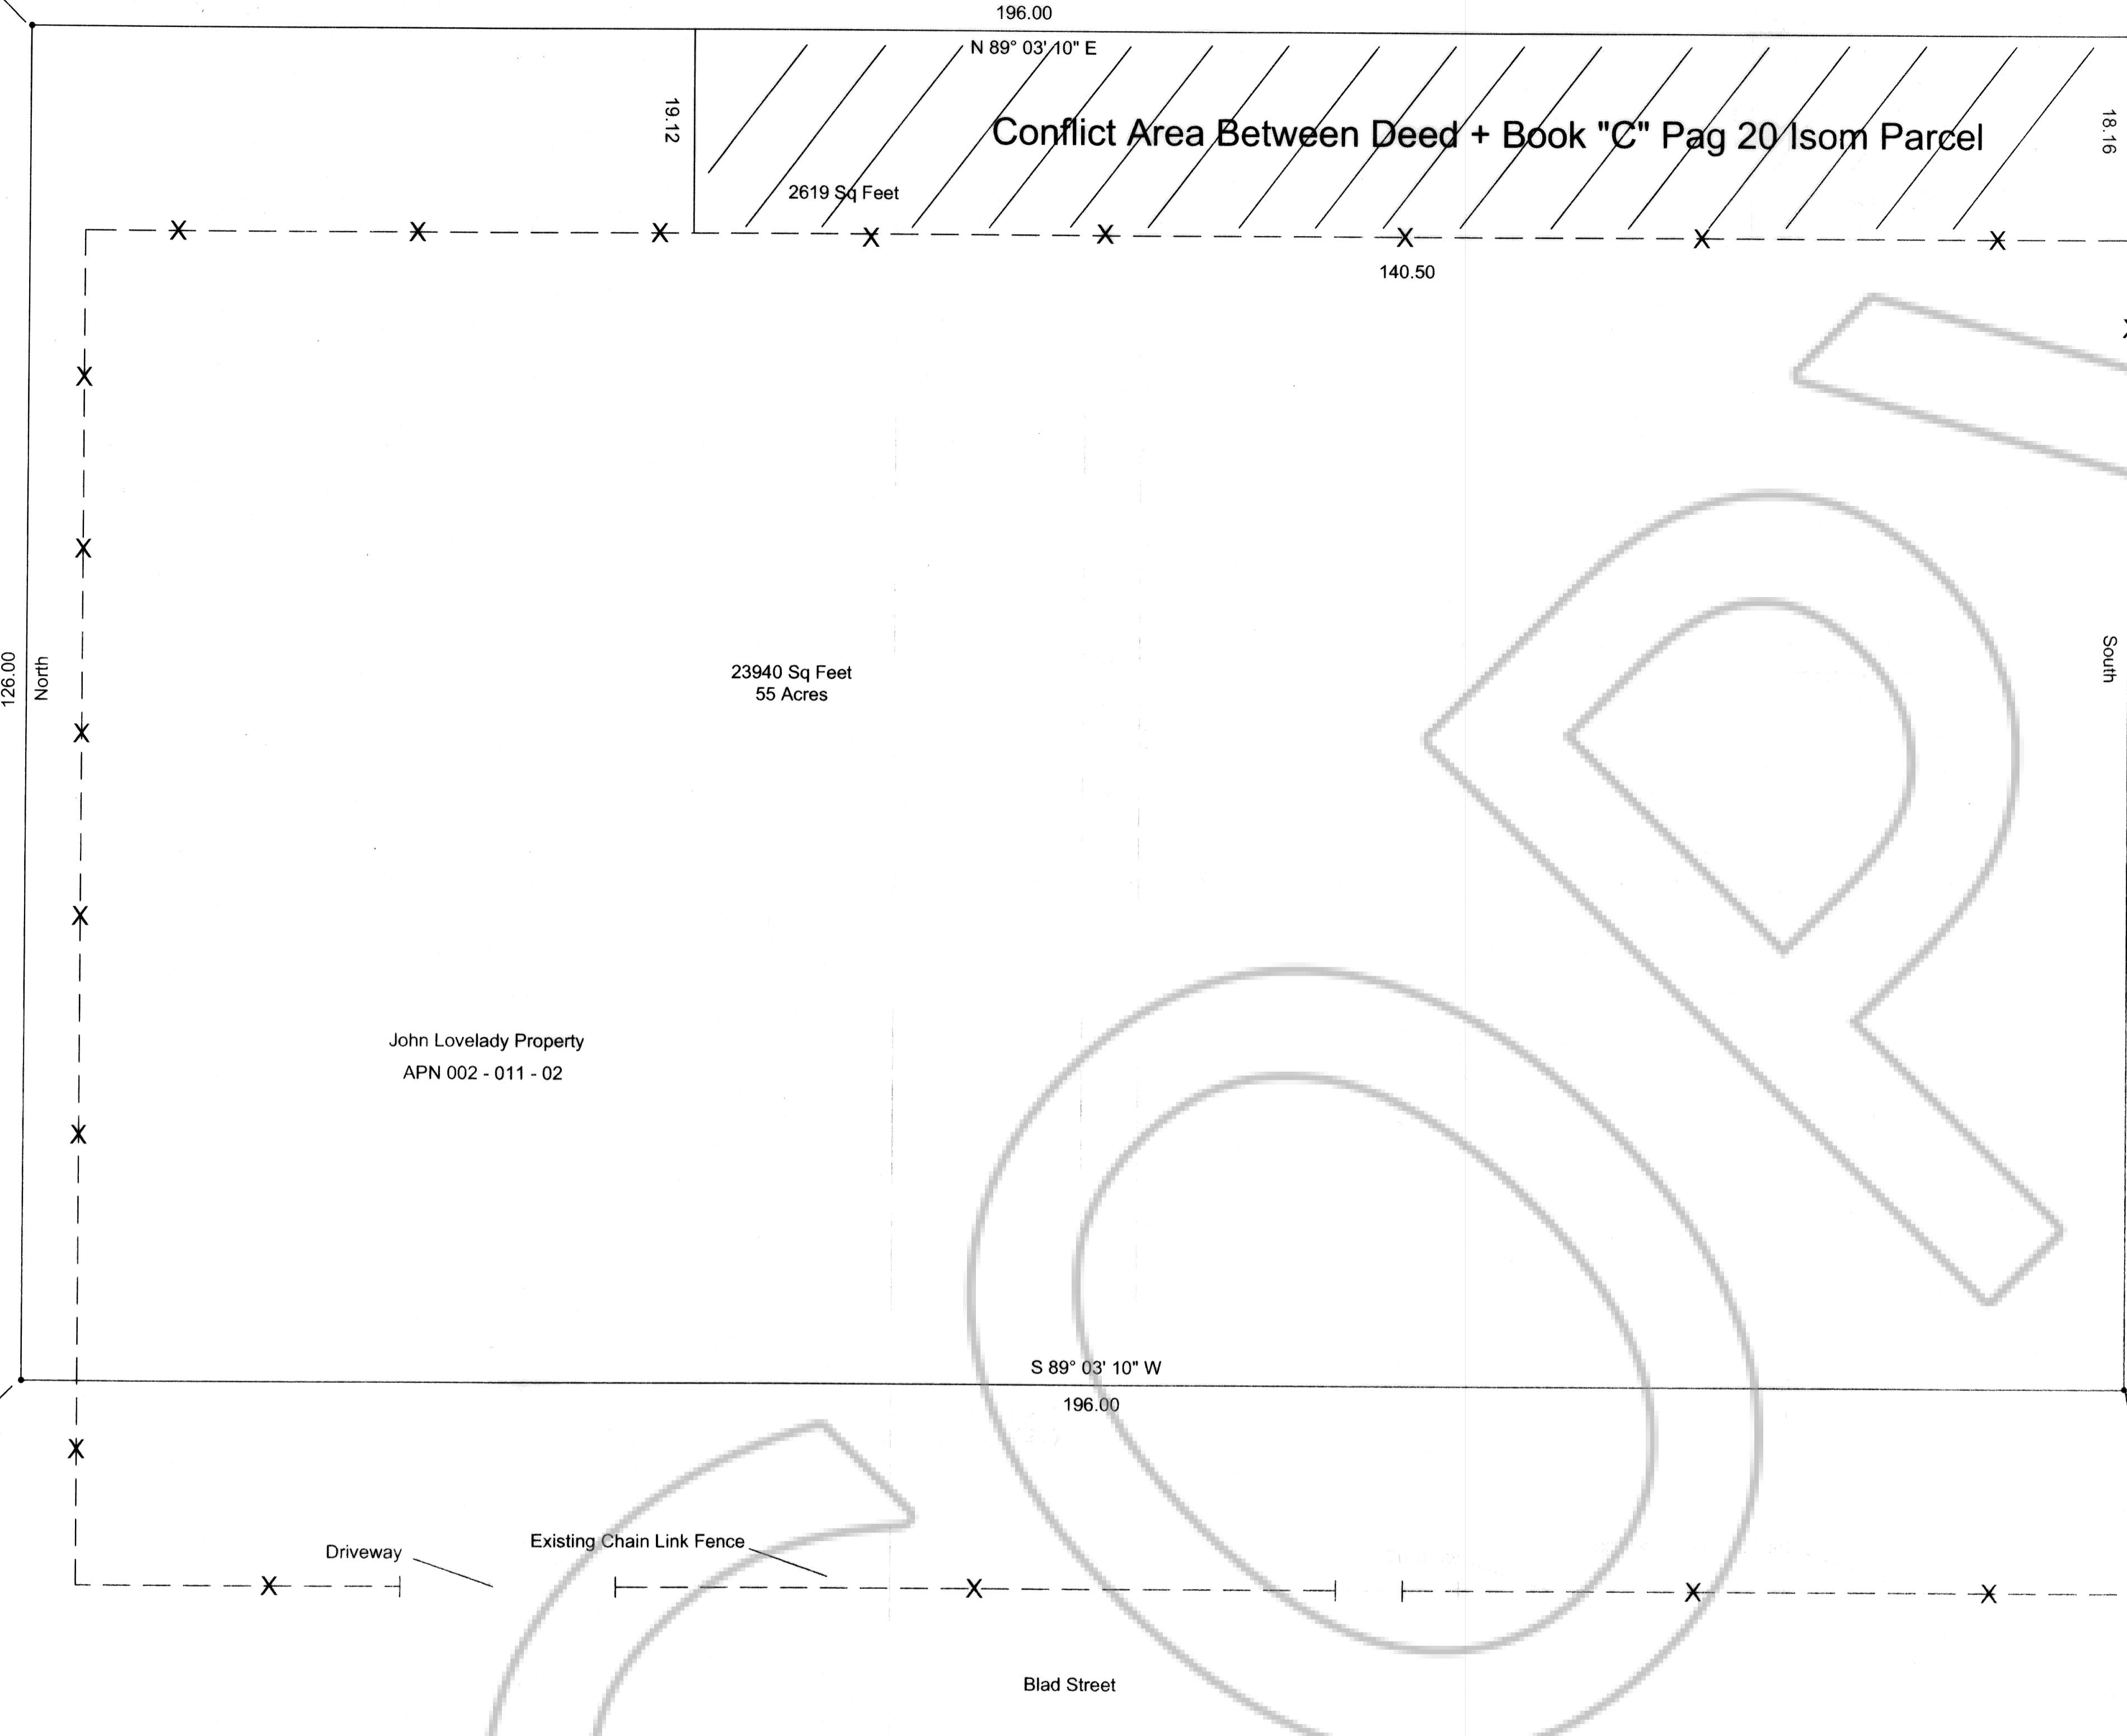 196.00
N 89° 03' 10" E
19.12
Conflict Area Between Deed + Book "C" Pag 20 Isom Parcel
18.16
2619 Sq Feet
X X X X X X X X
140.50
X
X
126.00
North
23940 Sq Feet
55 Acres
South
X
X
John Lovelady Property
APN 002 - 011 - 02
X
S 89° 03' 10" W
196.00
X
Driveway
Existing Chain Link Fence
X X X X
Blad Street
COP